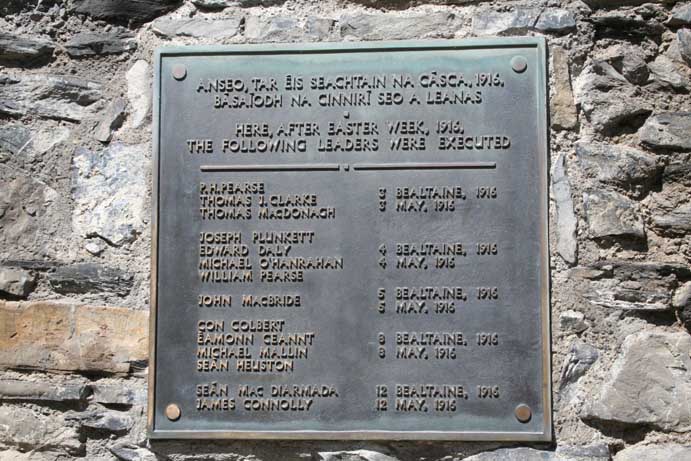 ANSEO, TAR ÉIS SEACHTAIN NA CÁSCA, 1916,
BÁSAÍODH NA CINNIRÍ SEO A LEANAS
HERE, AFTER EASTER WEEK, 1916,
THE FOLLOWING LEADERS WERE EXECUTED
P.H. PEARSE 3 BEALTAINE, 1916
THOMAS J. CLARKE 3 MAY, 1916
THOMAS MACDONAGH
JOSEPH PLUNKETT
EDWARD DALY 4 BEALTAINE, 1916
MICHAEL O'HANRAHAN 4 MAY, 1916
WILLIAM PEARSE
JOHN MACBRIDE 5 BEALTAINE, 1916
5 MAY, 1916
CON COLBERT
EAMONN CEANNT 8 BEALTAINE, 1916
MICHAEL MALLIN 8 MAY, 1916
SEÁN HEUSTON
SEÁN MAC DIARMADA 12 BEALTAINE, 1916
JAMES CONNOLLY 12 MAY, 1916